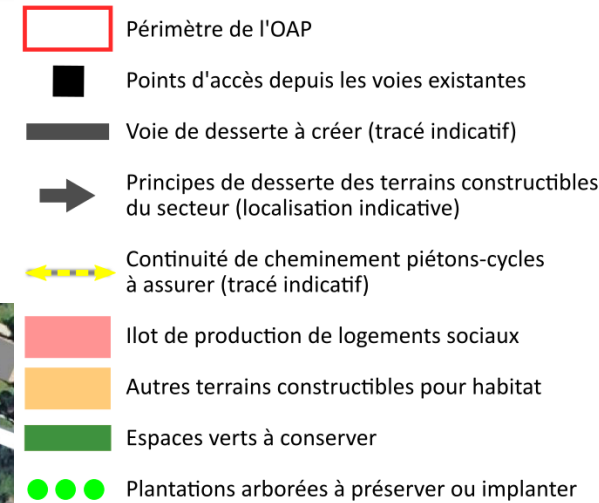 Périmètre de l'OAP
Points d'accès depuis les voies existantes
Voie de desserte à créer (tracé indicatif)
Principes de desserte des terrains constructibles
du secteur (localisation indicative)
Continuité de cheminement piétons-cycles
à assurer (tracé indicatif)
Ilot de production de logements sociaux
Autres terrains constructibles pour habitat
Espaces verts à conserver
Plantations arborées à préserver ou implanter